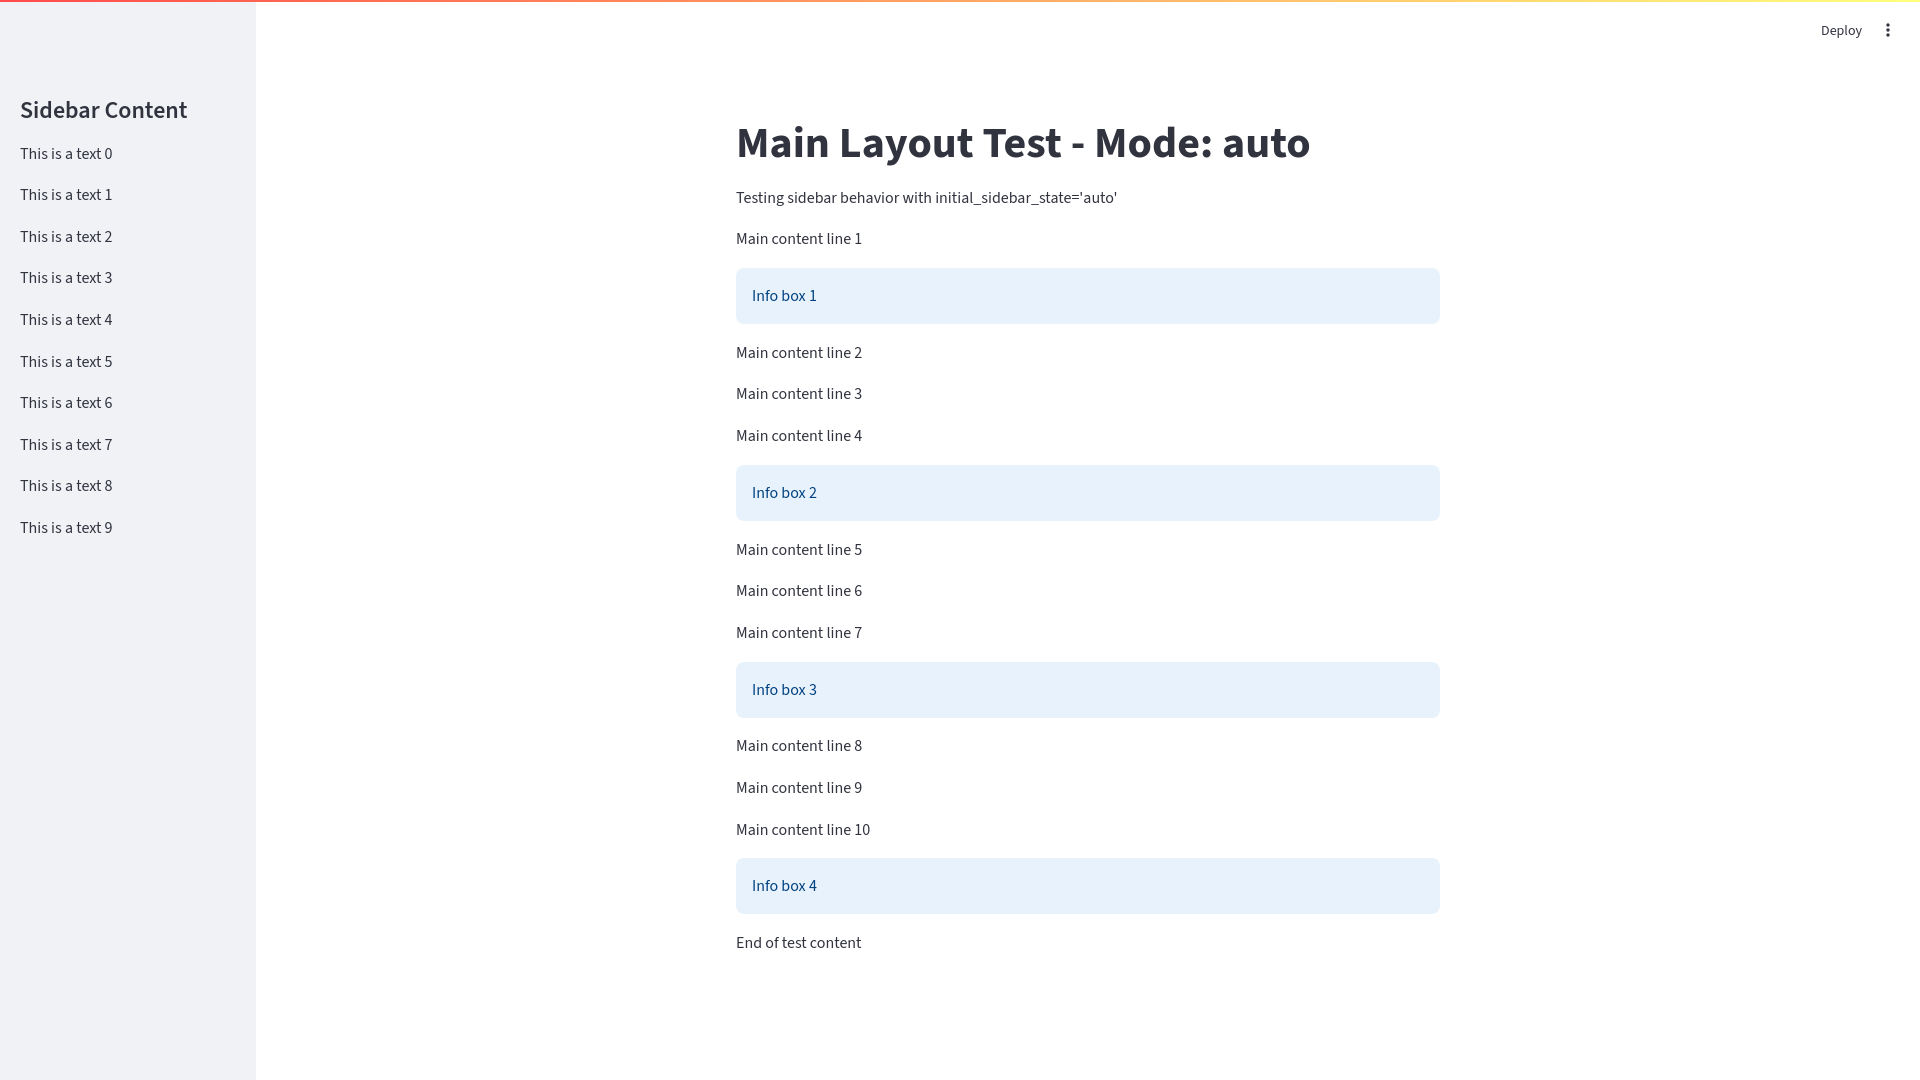 Deploy
Sidebar Content
This is a text 0
This is a text 1
This is a text 2
This is a text 3
This is a text 4
This is a text 5
This is a text 6
This is a text 7
This is a text 8
This is a text 9
Main Layout Test - Mode: auto
Testing sidebar behavior with initial_sidebar_state='auto'
Main content line 1
Info box 1
Main content line 2
Main content line 3
Main content line 4
Info box 2
Main content line 5
Main content line 6
Main content line 7
Info box 3
Main content line 8
Main content line 9
Main content line 10
Info box 4
End of test content